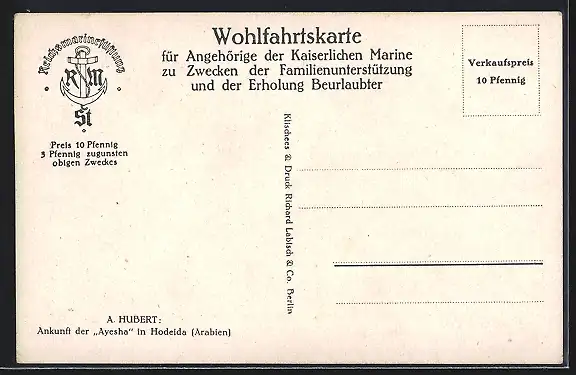 Reichsmarinestiftung
R M
St
Preis 10 Pfennig
3 Pfennig zugunsten
obigen Zweckes
Wohlfahrtskarte
für Angehörige der Kaiserlichen Marine
zu Zwecken der Familienunterstützung
und der Erholung Beurlaubter
Verkaufspreis
10 Pfennig
Klischees & Druck Richard Labisch & Co. Berlin
A. HUBERT:
Ankunft der „Ayesha" in Hodeida (Arabien)